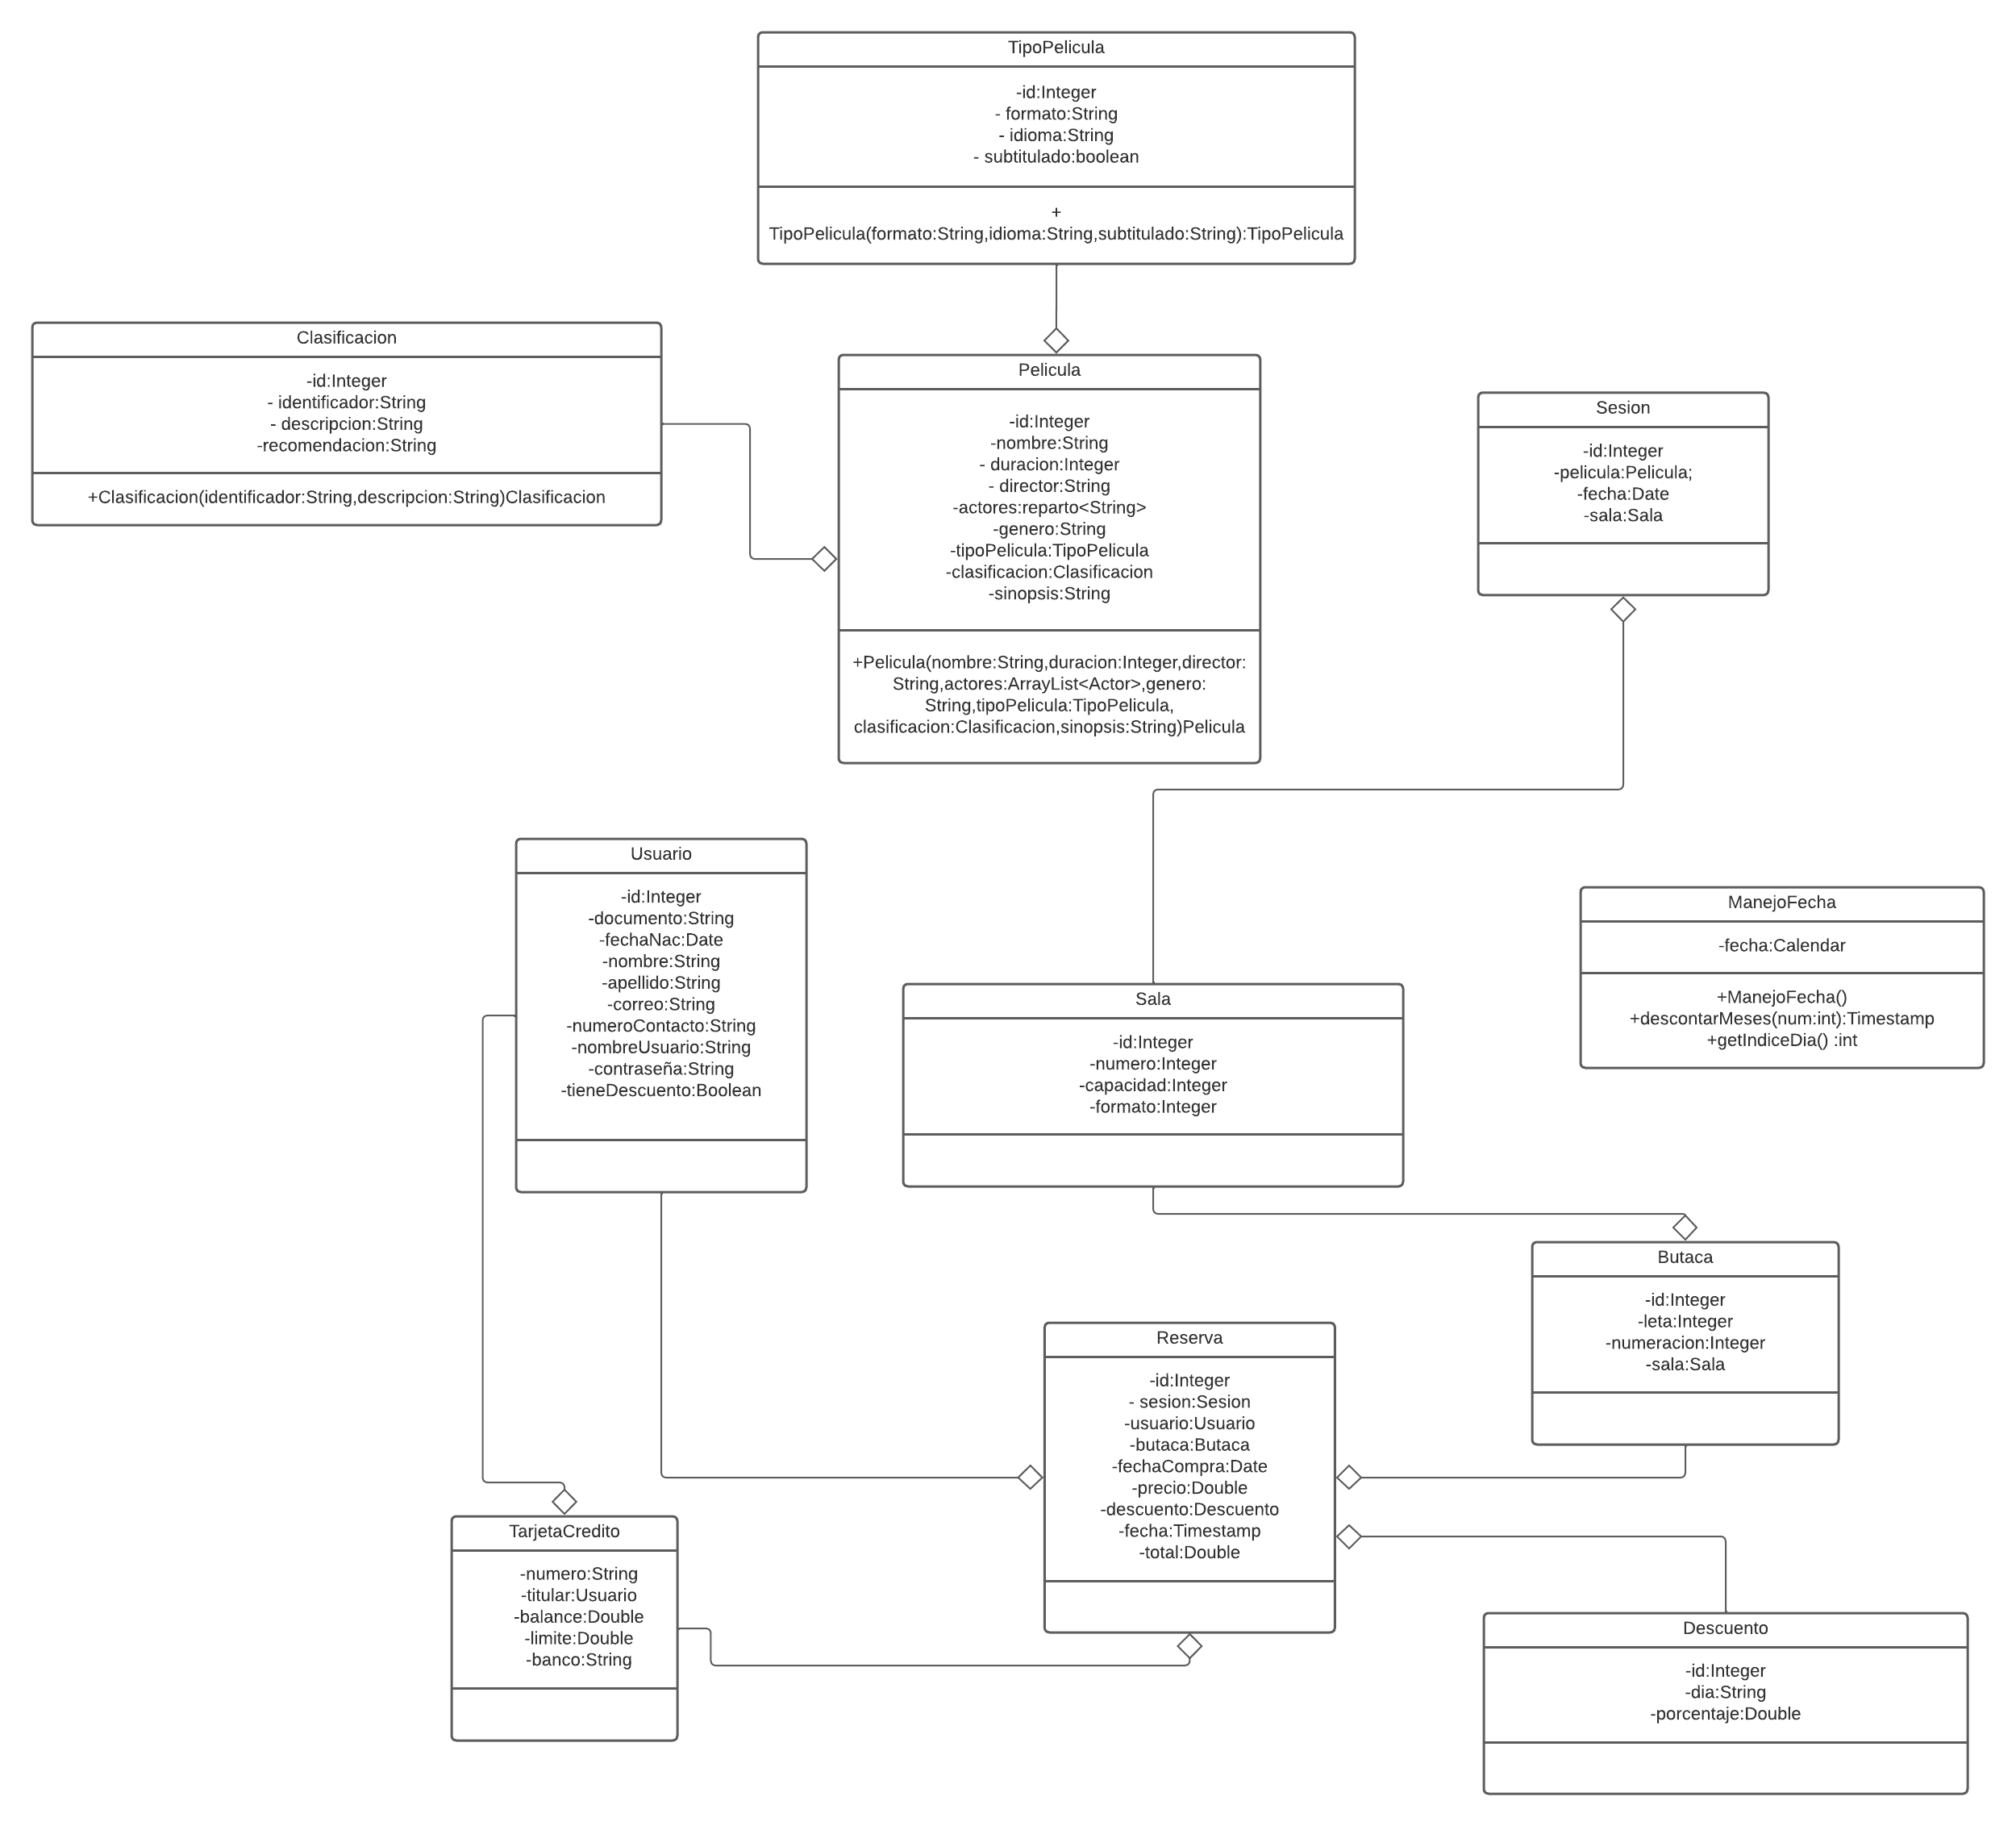 TipoPelicula
-id:Integer
- formato:String
- idioma:String
- subtitulado:boolean
+
TipoPelicula(formato:String,idioma:String,subtitulado:String):TipoPelicula
Clasificacion
-id:Integer
- identificador:String
- descripcion:String
-recomendacion:String
+Clasificacion(identificador:String,descripcion:String)Clasificacion
Pelicula
-id:Integer
-nombre:String
- duracion:Integer
- director:String
-actores:reparto<String>
-genero:String
-tipoPelicula:TipoPelicula
-clasificacion:Clasificacion
-sinopsis:String
+Pelicula(nombre:String,duracion:Integer,director:
String,actores:ArrayList<Actor>,genero:
String,tipoPelicula:TipoPelicula,
clasificacion:Clasificacion,sinopsis:String)Pelicula
Sesion
-id:Integer
-pelicula:Pelicula;
-fecha:Date
-sala:Sala
Usuario
-id:Integer
-documento:String
-fechaNac:Date
-nombre:String
-apellido:String
-correo:String
-numeroContacto:String
-nombreUsuario:String
-contraseña:String
-tieneDescuento:Boolean
ManejoFecha
-fecha:Calendar
+ManejoFecha()
+descontarMeses(num:int):Timestamp
+getIndiceDia() :int
Sala
-id:Integer
-numero:Integer
-capacidad:Integer
-formato:Integer
Butaca
-id:Integer
-leta:Integer
-numeracion:Integer
-sala:Sala
Reserva
-id:Integer
- sesion:Sesion
-usuario:Usuario
-butaca:Butaca
-fechaCompra:Date
-precio:Double
-descuento:Descuento
-fecha:Timestamp
-total:Double
TarjetaCredito
-numero:String
-titular:Usuario
-balance:Double
-limite:Double
-banco:String
Descuento
-id:Integer
-dia:String
-porcentaje:Double